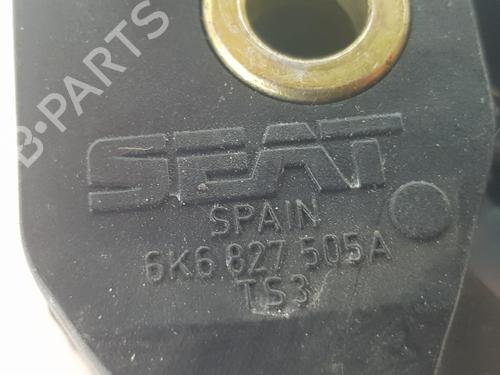 B-PARTS
SEAT
SPAIN
6K6 827 505A
TS3